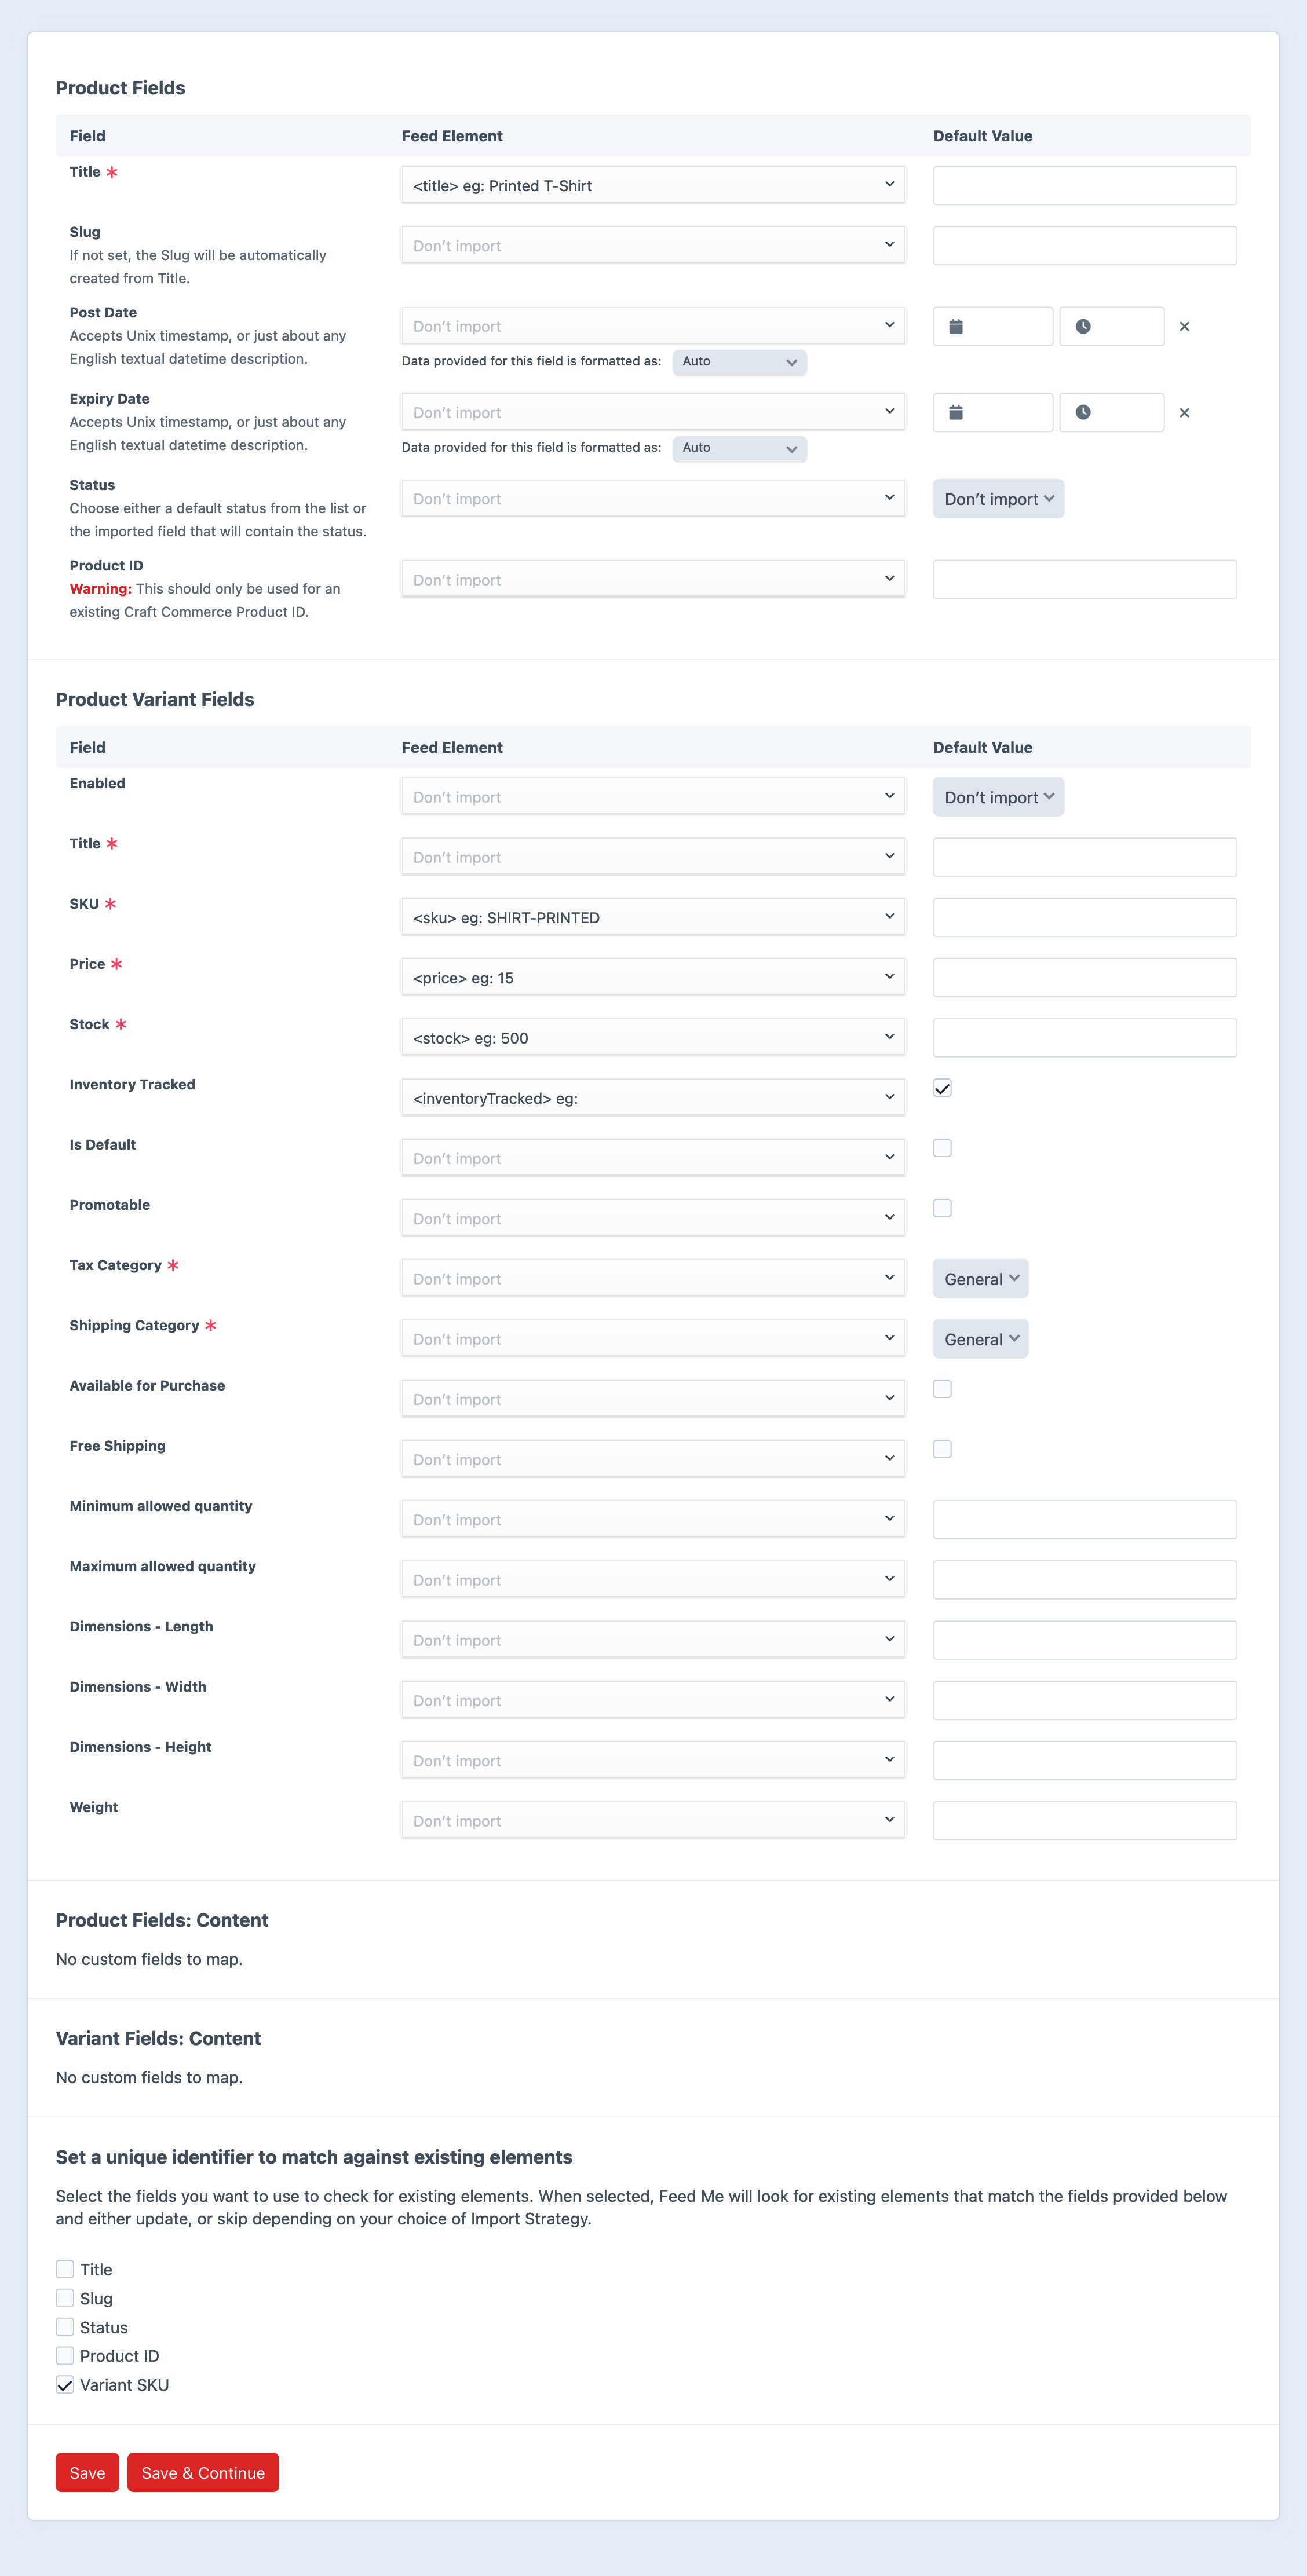 Product Fields
Field Feed Element Default Value
Title *
<title> eg: Printed T-Shirt
Slug
If not set, the Slug will be automatically
created from Title.
Don't import
Post Date
Accepts Unix timestamp, or just about any
English textual datetime description.
Don't import
Data provided for this field is formatted as: Auto
Expiry Date
Accepts Unix timestamp, or just about any
English textual datetime description.
Don't import
Data provided for this field is formatted as: Auto
Status
Choose either a default status from the list or
the imported field that will contain the status.
Don't import
Don't import
Product ID
Warning: This should only be used for an
existing Craft Commerce Product ID.
Don't import
Product Variant Fields
Field Feed Element Default Value
Enabled Don't import Don't import
Title * Don't import
SKU * <sku> eg: SHIRT-PRINTED
Price * <price> eg: 15
Stock * <stock> eg: 500
Inventory Tracked <inventoryTracked> eg:
Is Default Don't import
Promotable Don't import
Tax Category * Don't import General
Shipping Category * Don't import General
Available for Purchase Don't import
Free Shipping Don't import
Minimum allowed quantity Don't import
Maximum allowed quantity Don't import
Dimensions - Length Don't import
Dimensions - Width Don't import
Dimensions - Height Don't import
Weight Don't import
Product Fields: Content
No custom fields to map.
Variant Fields: Content
No custom fields to map.
Set a unique identifier to match against existing elements
Select the fields you want to use to check for existing elements. When selected, Feed Me will look for existing elements that match the fields provided below
and either update, or skip depending on your choice of Import Strategy.
Title
Slug
Status
Product ID
Variant SKU
Save Save & Continue